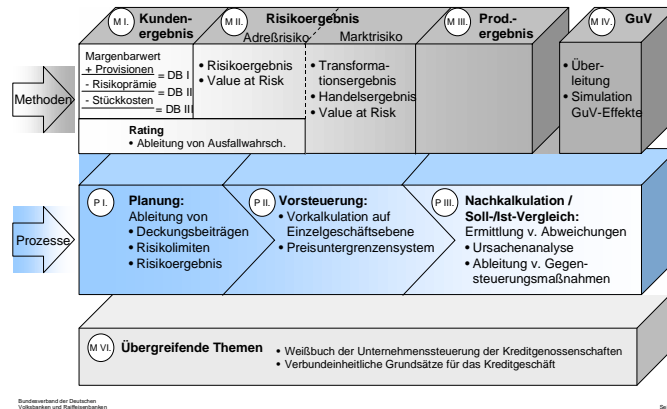 M I. Kundenergebnis
M II. Risikoergebnis
Adreßrisiko
Marktrisiko
M III. Prod.-
ergebnis
M IV. GuV
Methoden
Margenbarwert
+ Provisionen
= DB I
- Risikoprämie
= DB II
- Stückkosten
= DB III
• Risikoergebnis
• Value at Risk
• Transformationsergebnis
• Handelsergebnis
• Value at Risk
• Über-
leitung
• Simulation
GuV-Effekte
Rating
• Ableitung von Ausfallwahrsch.
Prozesse
P I. Planung:
Ableitung von
• Deckungsbeiträgen
• Risikolimiten
• Risikoergebnis
P II. Vorsteuerung:
• Vorkalkulation auf
Einzelgeschäftsebene
• Preisuntergrenzensystem
P III. Nachkalkulation /
Soll-/Ist-Vergleich:
Ermittlung v. Abweichungen
• Ursachenanalyse
• Ableitung v. Gegen-
steuerungsmaßnahmen
M VI. Übergreifende Themen
• Weißbuch der Unternehmenssteuerung der Kreditgenossenschaften
• Verbundeinheitliche Grundsätze für das Kreditgeschäft
Bundesverband der Deutschen
Volksbanken und Raiffeisenbanken
Se